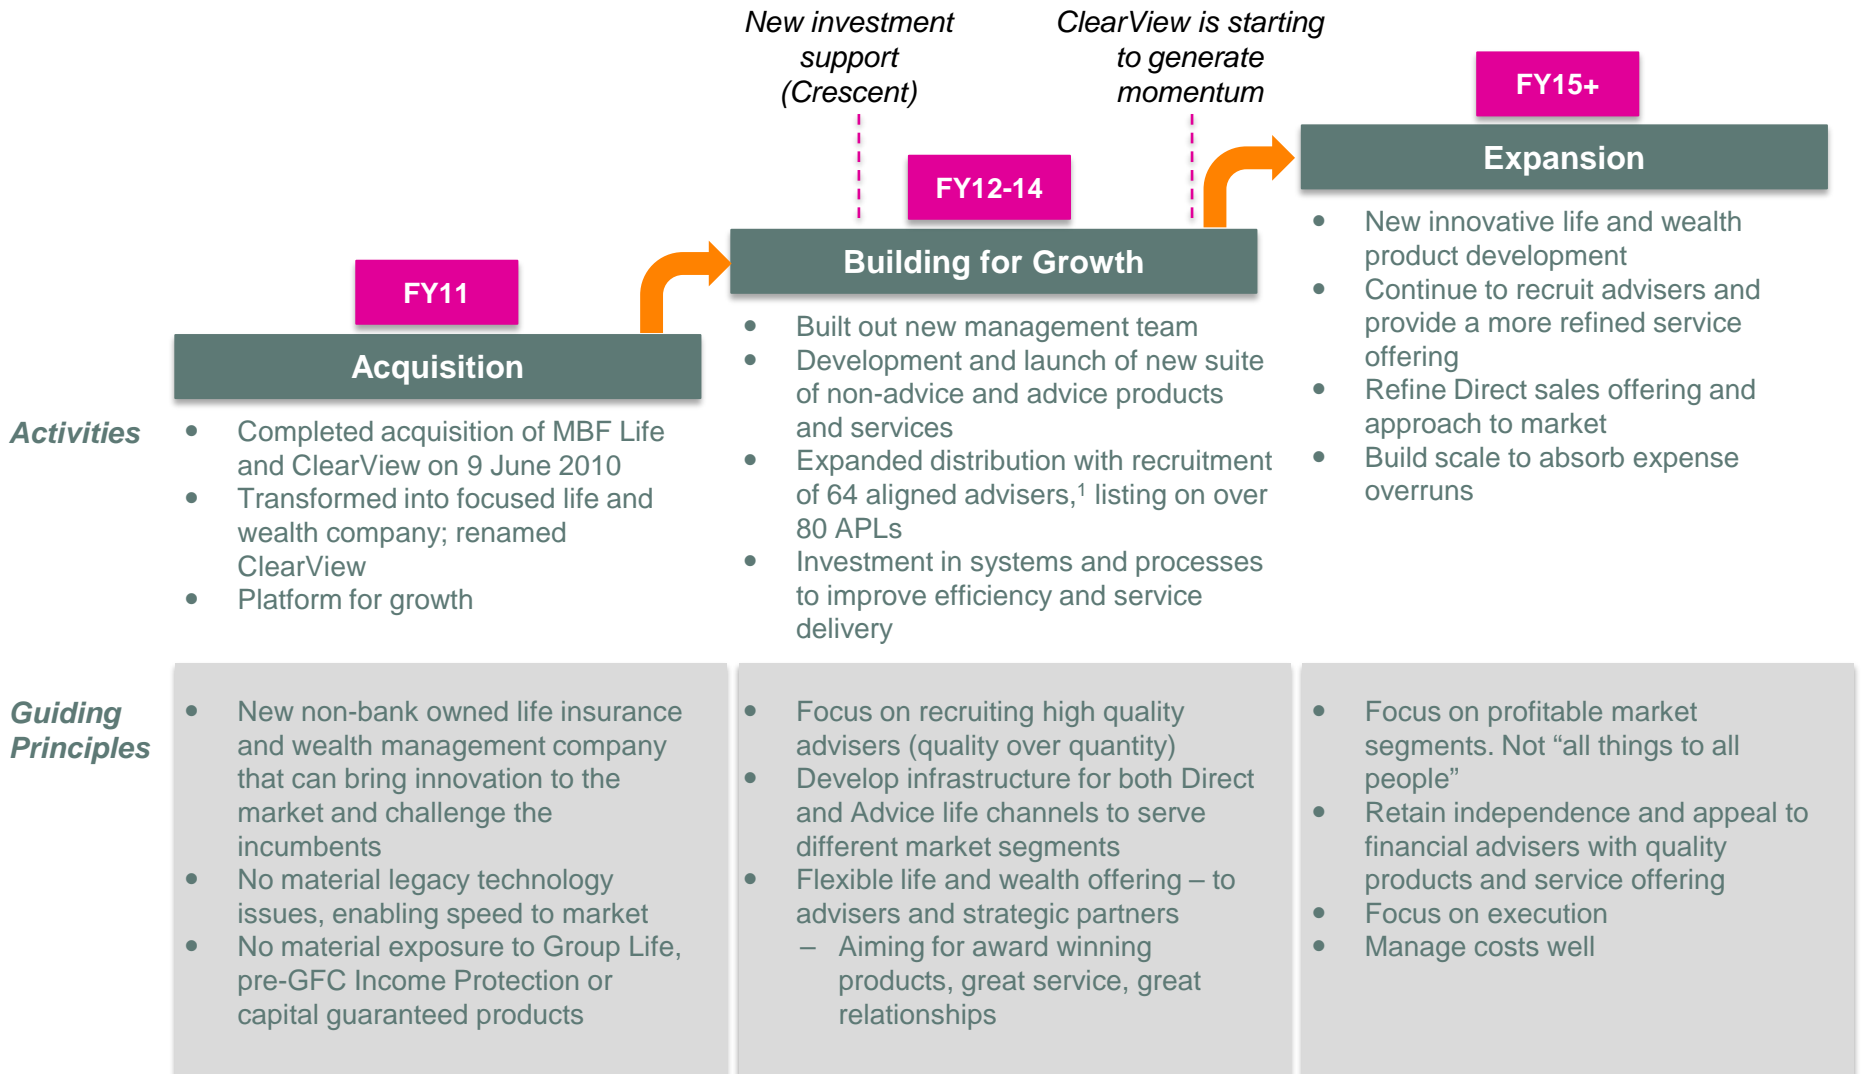 New investment
support
(Crescent)
ClearView is starting
to generate
momentum
FY11
Acquisition
FY12-14
Building for Growth
FY15+
Expansion
Activities
• Completed acquisition of MBF Life
and ClearView on 9 June 2010
• Transformed into focused life and
wealth company; renamed
ClearView
• Platform for growth
• Built out new management team
• Development and launch of new suite
of non-advice and advice products
and services
• Expanded distribution with recruitment
of 64 aligned advisers,¹ listing on over
80 APLs
• Investment in systems and processes
to improve efficiency and service
delivery
• New innovative life and wealth
product development
• Continue to recruit advisers and
provide a more refined service
offering
• Refine Direct sales offering and
approach to market
• Build scale to absorb expense
overruns
Guiding
Principles
• New non-bank owned life insurance
and wealth management company
that can bring innovation to the
market and challenge the
incumbents
• No material legacy technology
issues, enabling speed to market
• No material exposure to Group Life,
pre-GFC Income Protection or
capital guaranteed products
• Focus on recruiting high quality
advisers (quality over quantity)
• Develop infrastructure for both Direct
and Advice life channels to serve
different market segments
• Flexible life and wealth offering – to
advisers and strategic partners
– Aiming for award winning
products, great service, great
relationships
• Focus on profitable market
segments. Not “all things to all
people”
• Retain independence and appeal to
financial advisers with quality
products and service offering
• Focus on execution
• Manage costs well